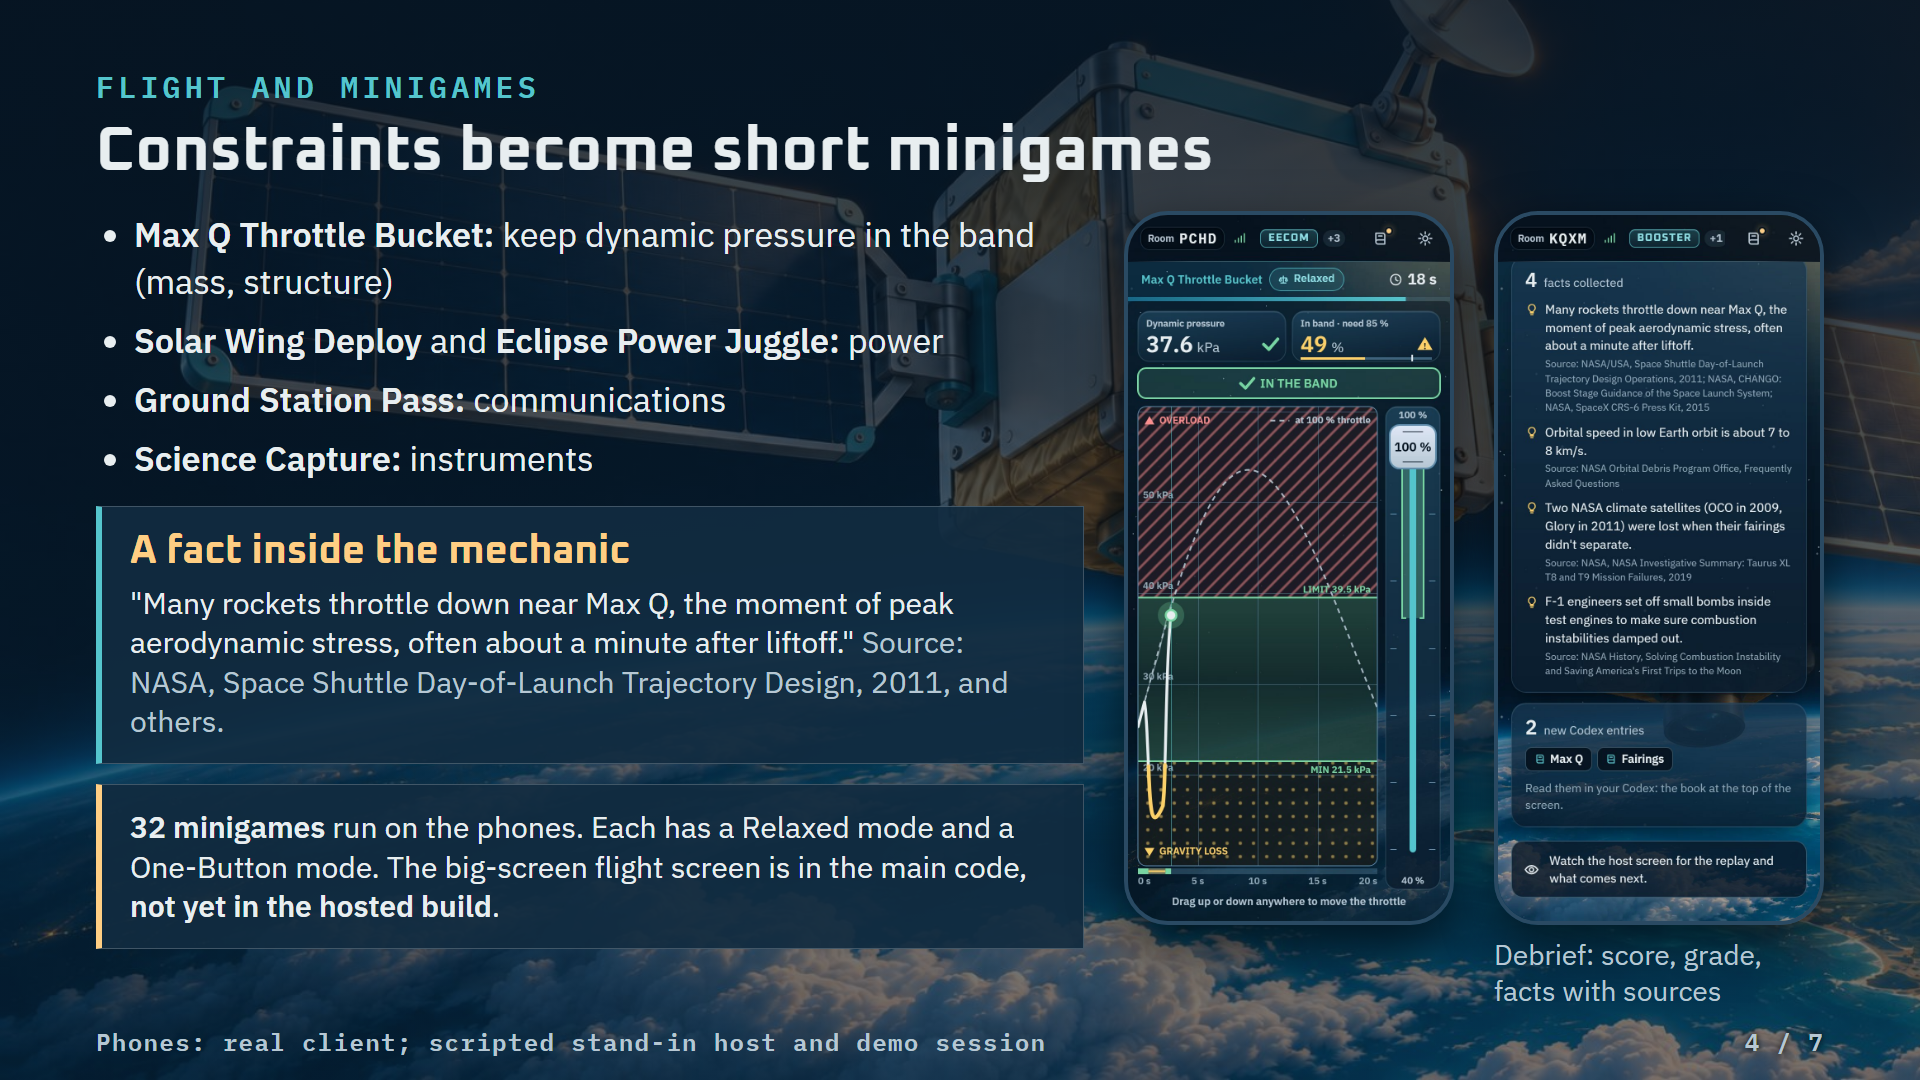 FLIGHT AND MINIGAMES
Constraints become short minigames
• Max Q Throttle Bucket: keep dynamic pressure in the band
(mass, structure)
• Solar Wing Deploy and Eclipse Power Juggle: power
• Ground Station Pass: communications
• Science Capture: instruments
A fact inside the mechanic
"Many rockets throttle down near Max Q, the moment of peak
aerodynamic stress, often about a minute after liftoff." Source:
NASA, Space Shuttle Day-of-Launch Trajectory Design, 2011, and
others.
32 minigames run on the phones. Each has a Relaxed mode and a
One-Button mode. The big-screen flight screen is in the main code,
not yet in the hosted build.
Room PCHD EECOM +3
Max Q Throttle Bucket Relaxed 18 s
Dynamic pressure
37.6 kPa
In band · need 85 %
49 %
IN THE BAND
OVERLOAD
at 100 % throttle
50 kPa
40 kPa
LIMIT 39.5 kPa
30 kPa
20 kPa
MIN 21.5 kPa
GRAVITY LOSS
0 s 5 s 10 s 15 s 20 s
100 %
100 %
40 %
Drag up or down anywhere to move the throttle
Room KQXM BOOSTER +1
4 facts collected
Many rockets throttle down near Max Q, the
moment of peak aerodynamic stress, often
about a minute after liftoff.
Source: NASA/USA, Space Shuttle Day-of-Launch
Trajectory Design Operations, 2011; NASA, CHANGO:
Boost Stage Guidance of the Space Launch System;
NASA, SpaceX CRS-6 Press Kit, 2015
Orbital speed in low Earth orbit is about 7 to
8 km/s.
Source: NASA Orbital Debris Program Office, Frequently
Asked Questions
Two NASA climate satellites (OCO in 2009,
Glory in 2011) were lost when their fairings
didn't separate.
Source: NASA, NASA Investigative Summary: Taurus XL
T8 and T9 Mission Failures, 2019
F-1 engineers set off small bombs inside
test engines to make sure combustion
instabilities damped out.
Source: NASA History, Solving Combustion Instability
and Saving America's First Trips to the Moon
2 new Codex entries
Max Q Fairings
Read them in your Codex: the book at the top of the
screen.
Watch the host screen for the replay and
what comes next.
Debrief: score, grade,
facts with sources
Phones: real client; scripted stand-in host and demo session
4 / 7